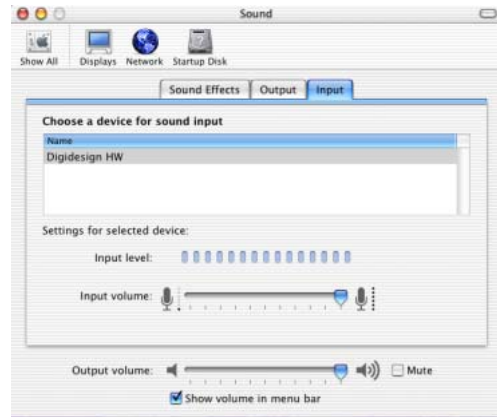 Sound
Show All Displays Network Startup Disk
Sound Effects Output Input
Choose a device for sound input
Name
Digidesign HW
Settings for selected device:
Input level:
Input volume:
Output volume: Mute
Show volume in menu bar